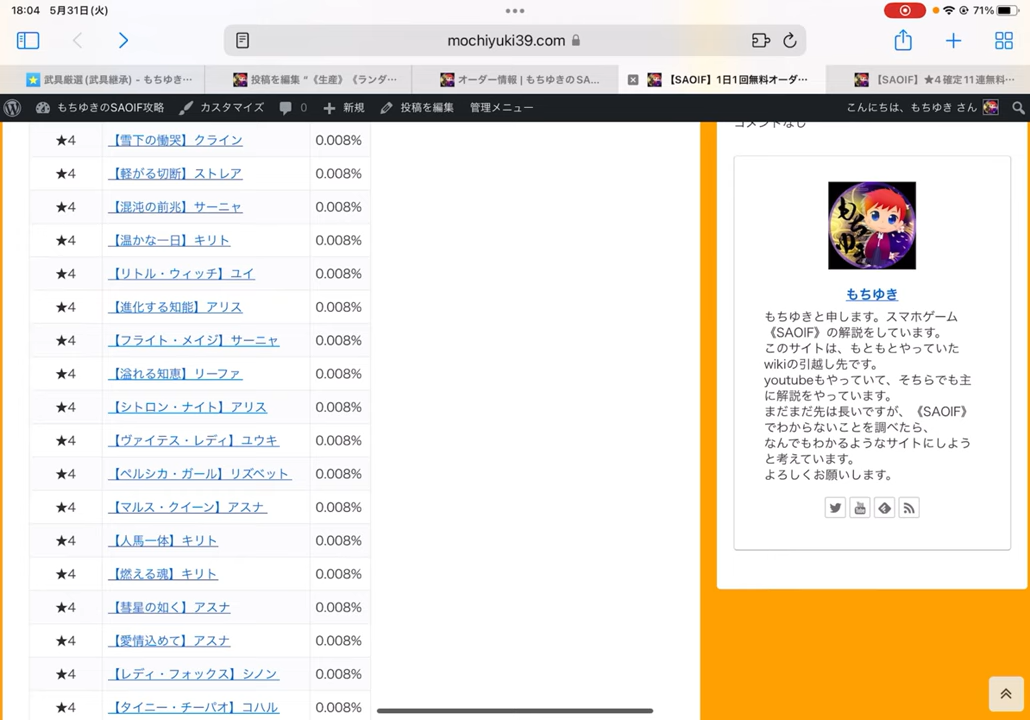 18:04 5月31日(火)
71%
mochiyuki39.com
武具厳選 (武具継承) - もちゆき…
投稿を編集 "《生産》《ランダ…
オーダー情報 | もちゆきのSA...
【SAOIF】1日1回無料オーダ…
【SAOIF】★4確定11連無料…
もちゆきのSAOIF攻略
カスタマイズ
0
新規
投稿を編集
管理メニュー
こんにちは、もちゆき さん
★4 【雪下の慟哭】クライン 0.008%
★4 【軽がる切断】ストレア 0.008%
★4 【混沌の前兆】サーニャ 0.008%
★4 【温かな一日】キリト 0.008%
★4 【リトル・ウィッチ】ユイ 0.008%
★4 【進化する知能】アリス 0.008%
★4 【フライト・メイジ】サーニャ 0.008%
★4 【溢れる知恵】リーファ 0.008%
★4 【シトロン・ナイト】アリス 0.008%
★4 【ヴァイテス・レディ】ユウキ 0.008%
★4 【ペルシカ・ガール】リズベット 0.008%
★4 【マルス・クイーン】アスナ 0.008%
★4 【人馬一体】キリト 0.008%
★4 【燃える魂】キリト 0.008%
★4 【彗星の如く】アスナ 0.008%
★4 【愛情込めて】アスナ 0.008%
★4 【レディ・フォックス】シノン 0.008%
★4 【タイニー・チーパオ】コハル 0.008%
コメントなし
もちゆき
もちゆき
もちゆきと申します。スマホゲーム
《SAOIF》の解説をしています。
このサイトは、もともとやっていた
wikiの引越し先です。
youtubeもやっていて、そちらでも主
に解説をやっています。
まだまだ先は長いですが、《SAOIF》
でわからないことを調べたら、
なんでもわかるようなサイトにしよう
と考えています。
よろしくお願いします。